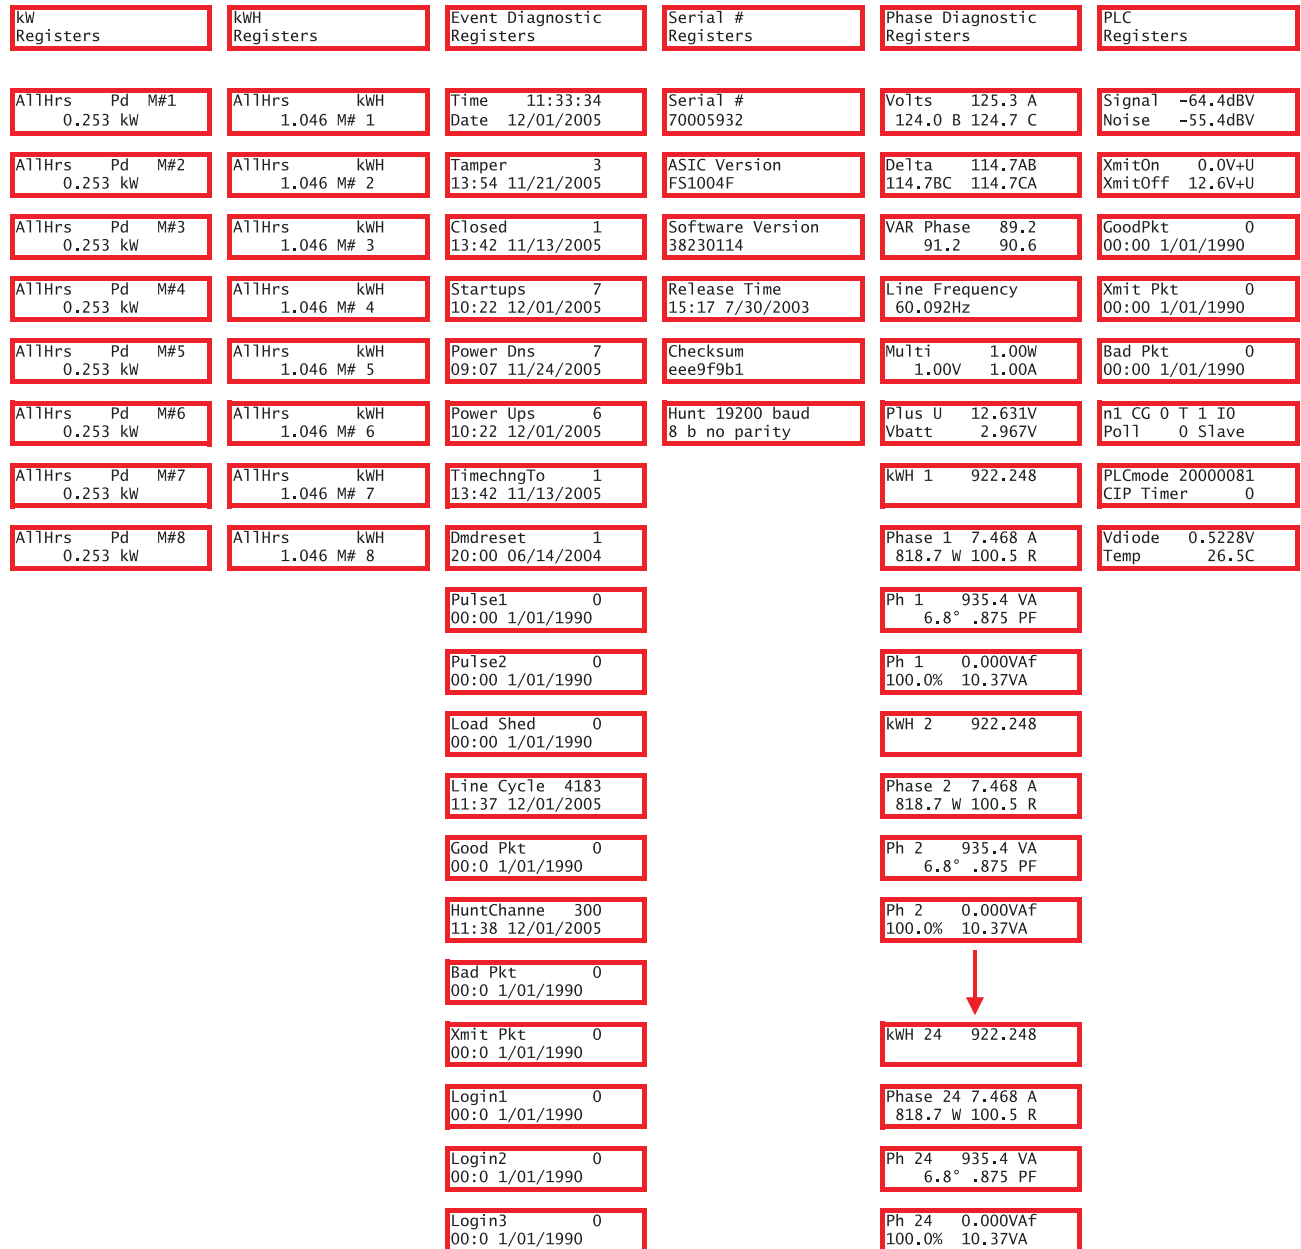 kW
Registers
AllHrs Pd M#1
0.253 kW
AllHrs Pd M#2
0.253 kW
AllHrs Pd M#3
0.253 kW
AllHrs Pd M#4
0.253 kW
AllHrs Pd M#5
0.253 kW
AllHrs Pd M#6
0.253 kW
AllHrs Pd M#7
0.253 kW
AllHrs Pd M#8
0.253 kW
kWH
Registers
AllHrs kWH
1.046 M# 1
AllHrs kWH
1.046 M# 2
AllHrs kWH
1.046 M# 3
AllHrs kWH
1.046 M# 4
AllHrs kWH
1.046 M# 5
AllHrs kWH
1.046 M# 6
AllHrs kWH
1.046 M# 7
AllHrs kWH
1.046 M# 8
Event Diagnostic
Registers
Time 11:33:34
Date 12/01/2005
Tamper 3
13:54 11/21/2005
Closed 1
13:42 11/13/2005
Startups 7
10:22 12/01/2005
Power Dns 7
09:07 11/24/2005
Power Ups 6
10:22 12/01/2005
TimechngTo 1
13:42 11/13/2005
Dmdreset 1
20:00 06/14/2004
Pulse1 0
00:00 1/01/1990
Pulse2 0
00:00 1/01/1990
Load Shed 0
00:00 1/01/1990
Line Cycle 4183
11:37 12/01/2005
Good Pkt 0
00:0 1/01/1990
HuntChanne 300
11:38 12/01/2005
Bad Pkt 0
00:0 1/01/1990
Xmit Pkt 0
00:0 1/01/1990
Login1 0
00:0 1/01/1990
Login2 0
00:0 1/01/1990
Login3 0
00:0 1/01/1990
Serial #
Registers
Serial #
70005932
ASIC Version
FS1004F
Software Version
38230114
Release Time
15:17 7/30/2003
Checksum
eee9f9b1
Hunt 19200 baud
8 b no parity
Phase Diagnostic
Registers
Volts 125.3 A
124.0 B 124.7 C
Delta 114.7AB
114.7BC 114.7CA
VAR Phase 89.2
91.2 90.6
Line Frequency
60.092Hz
Multi 1.00W
1.00V 1.00A
Plus U 12.631V
Vbatt 2.967V
kWH 1 922.248
Phase 1 7.468 A
818.7 W 100.5 R
Ph 1 935.4 VA
6.8° .875 PF
Ph 1 0.000VAf
100.0% 10.37VA
kWH 2 922.248
Phase 2 7.468 A
818.7 W 100.5 R
Ph 2 935.4 VA
6.8° .875 PF
Ph 2 0.000VAf
100.0% 10.37VA
kWH 24 922.248
Phase 24 7.468 A
818.7 W 100.5 R
Ph 24 935.4 VA
6.8° .875 PF
Ph 24 0.000VAf
100.0% 10.37VA
PLC
Registers
Signal -64.4dBV
Noise -55.4dBV
XmitOn 0.0V+U
XmitOff 12.6V+U
GoodPkt 0
00:00 1/01/1990
Xmit Pkt 0
00:00 1/01/1990
Bad Pkt 0
00:00 1/01/1990
n1 CG 0 T 1 I0
Poll 0 Slave
PLCmode 20000081
CIP Timer 0
Vdiode 0.5228V
Temp 26.5C